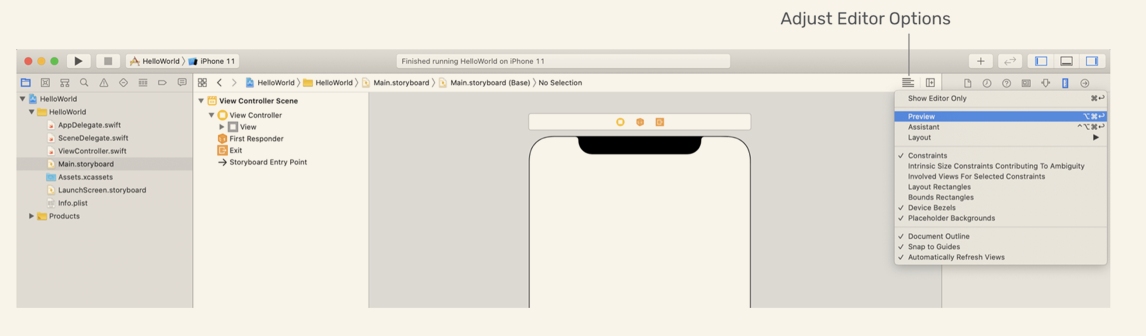 Adjust Editor Options
HelloWorld 〉 iPhone 11
Finished running HelloWorld on iPhone 11
HelloWorld 〉 HelloWorld 〉 Main.storyboard 〉 Main.storyboard (Base) 〉 No Selection
HelloWorld
HelloWorld
AppDelegate.swift
SceneDelegate.swift
ViewController.swift
Main.storyboard
Assets.xcassets
LaunchScreen.storyboard
Info.plist
Products
View Controller Scene
View Controller
View
First Responder
Exit
Storyboard Entry Point
Show Editor Only ⌘↩
Preview ⌥⌘↩
Assistant ^⌥⌘↩
Layout ▶
✓ Constraints
Intrinsic Size Constraints Contributing To Ambiguity
Involved Views For Selected Constraints
Layout Rectangles
Bounds Rectangles
✓ Device Bezels
✓ Placeholder Backgrounds
✓ Document Outline
✓ Snap to Guides
✓ Automatically Refresh Views